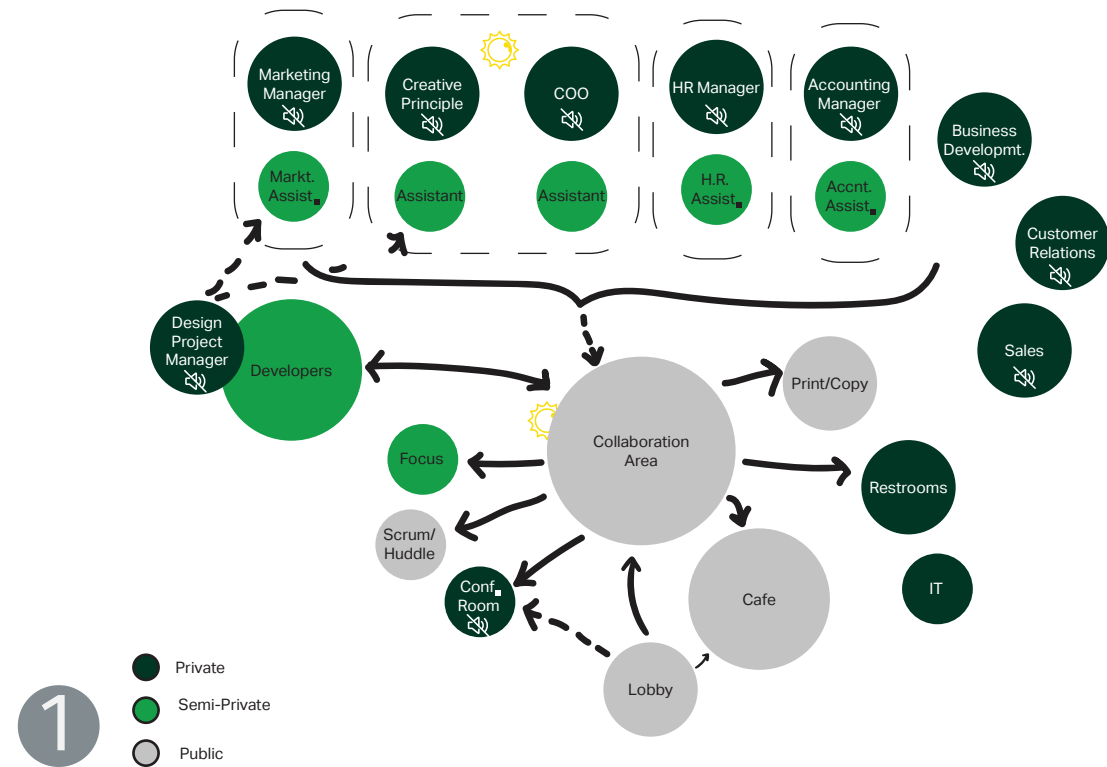 Marketing
Manager
Creative
Principle
COO
HR Manager
Accounting
Manager
Business
Developmt.
Markt.
Assist.
Assistant
Assistant
H.R.
Assist.
Accnt.
Assist.
Customer
Relations
Design
Project
Manager
Developers
Sales
Print/Copy
Collaboration
Area
Focus
Restrooms
Scrum/
Huddle
Conf.
Room
Cafe
IT
Lobby
Private
Semi-Private
Public
1